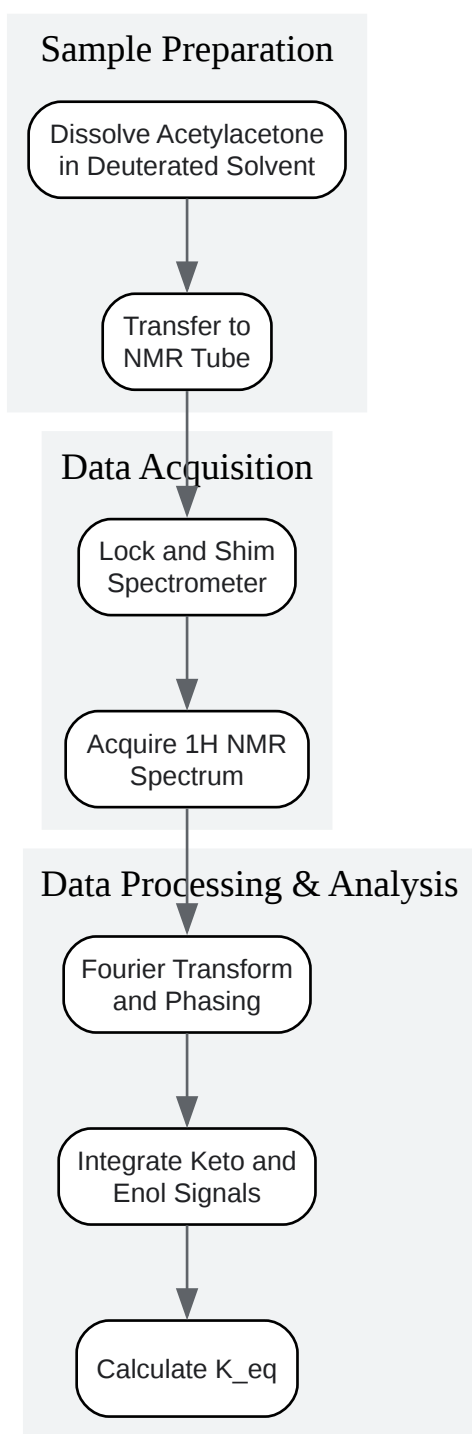 Sample Preparation
Dissolve Acetylacetone
in Deuterated Solvent
Transfer to
NMR Tube
Data Acquisition
Lock and Shim
Spectrometer
Acquire 1H NMR
Spectrum
Data Processing & Analysis
Fourier Transform
and Phasing
Integrate Keto and
Enol Signals
Calculate K_eq